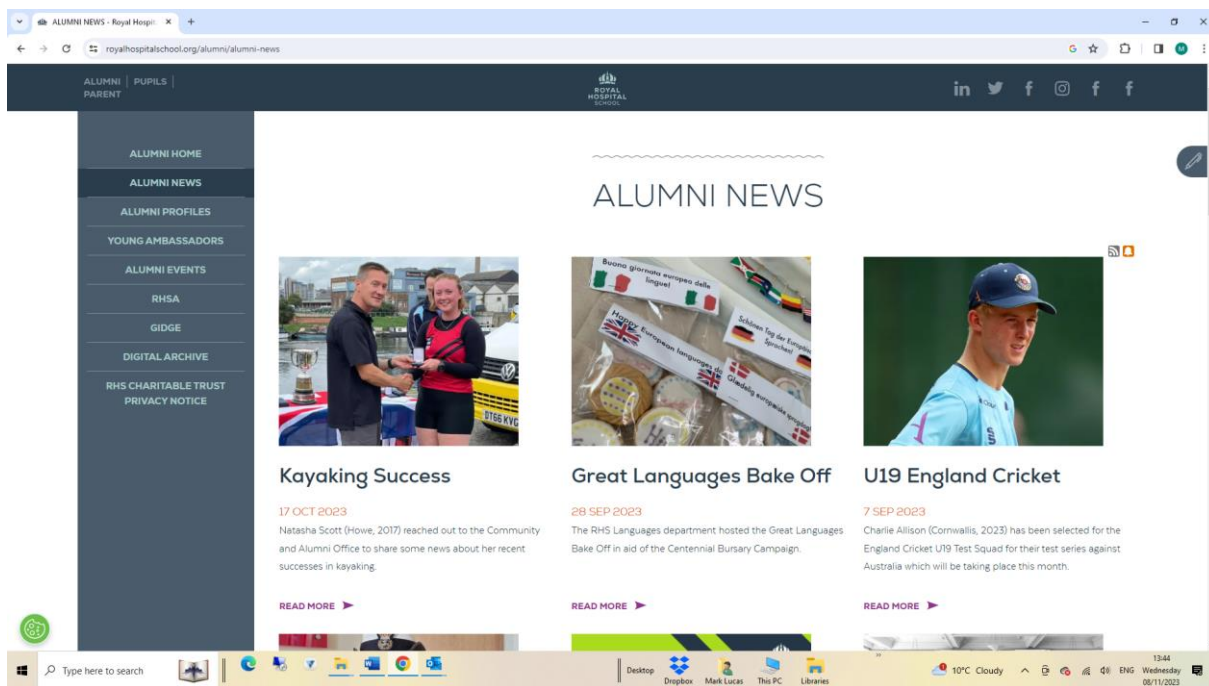 ALUMNI NEWS - Royal Hospit
royalhospitalschool.org/alumni/alumni-news
ALUMNI | PUPILS |
PARENT
ROYAL
HOSPITAL
SCHOOL
ALUMNI HOME
ALUMNI NEWS
ALUMNI PROFILES
YOUNG AMBASSADORS
ALUMNI EVENTS
RHSA
GIDGE
DIGITAL ARCHIVE
RHS CHARITABLE TRUST
PRIVACY NOTICE
ALUMNI NEWS
DT66 KVG
Kayaking Success
17 OCT 2023
Natasha Scott (Howe, 2017) reached out to the Community
and Alumni Office to share some news about her recent
successes in kayaking.
READ MORE
Buona giornata europea delle
lingue!
Schönen Tag der Europäi
Sprachen!
Happy European languages d
Glædelig europæiske sprogdag!
Great Languages Bake Off
28 SEP 2023
The RHS Languages department hosted the Great Languages
Bake Off in aid of the Centennial Bursary Campaign.
READ MORE
U19 England Cricket
7 SEP 2023
Charlie Allison (Cornwallis, 2023) has been selected for the
England Cricket U19 Test Squad for their test series against
Australia which will be taking place this month.
READ MORE
Type here to search
Desktop
Dropbox
Mark Lucas
This PC
Libraries
10°C Cloudy
ENG
13:44
Wednesday
08/11/2023